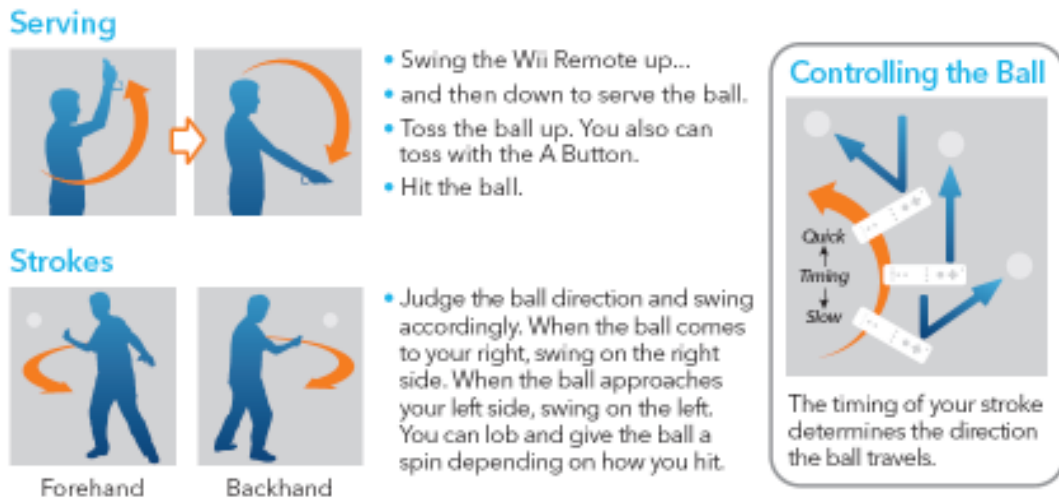 Serving
• Swing the Wii Remote up...
• and then down to serve the ball.
• Toss the ball up. You also can
toss with the A Button.
• Hit the ball.
Strokes
• Judge the ball direction and swing
accordingly. When the ball comes
to your right, swing on the right
side. When the ball approaches
your left side, swing on the left.
You can lob and give the ball a
spin depending on how you hit.
Forehand
Backhand
Controlling the Ball
Quick
Timing
Slow
The timing of your stroke
determines the direction
the ball travels.